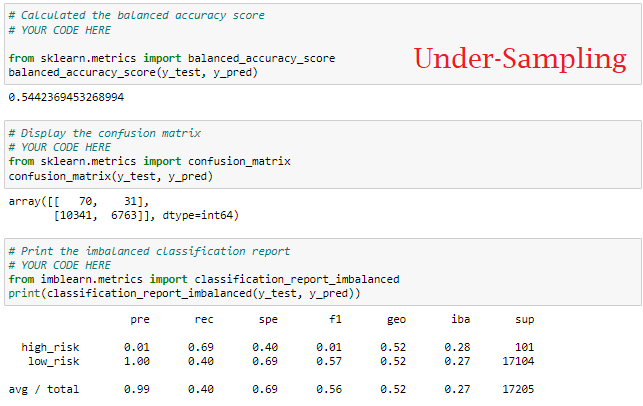 # Calculated the balanced accuracy score
# YOUR CODE HERE
from sklearn.metrics import balanced_accuracy_score
balanced_accuracy_score(y_test, y_pred)
Under-Sampling
0.5442369453268994
# Display the confusion matrix
# YOUR CODE HERE
from sklearn.metrics import confusion_matrix
confusion_matrix(y_test, y_pred)
array([[   70,    31],
       [10341,  6763]], dtype=int64)
# Print the imbalanced classification report
# YOUR CODE HERE
from imblearn.metrics import classification_report_imbalanced
print(classification_report_imbalanced(y_test, y_pred))
                   pre       rec       spe        f1       geo       iba       sup
  high_risk       0.01      0.69      0.40      0.01      0.52      0.28       101
   low_risk       1.00      0.40      0.69      0.57      0.52      0.27     17104
avg / total       0.99      0.40      0.69      0.56      0.52      0.27     17205